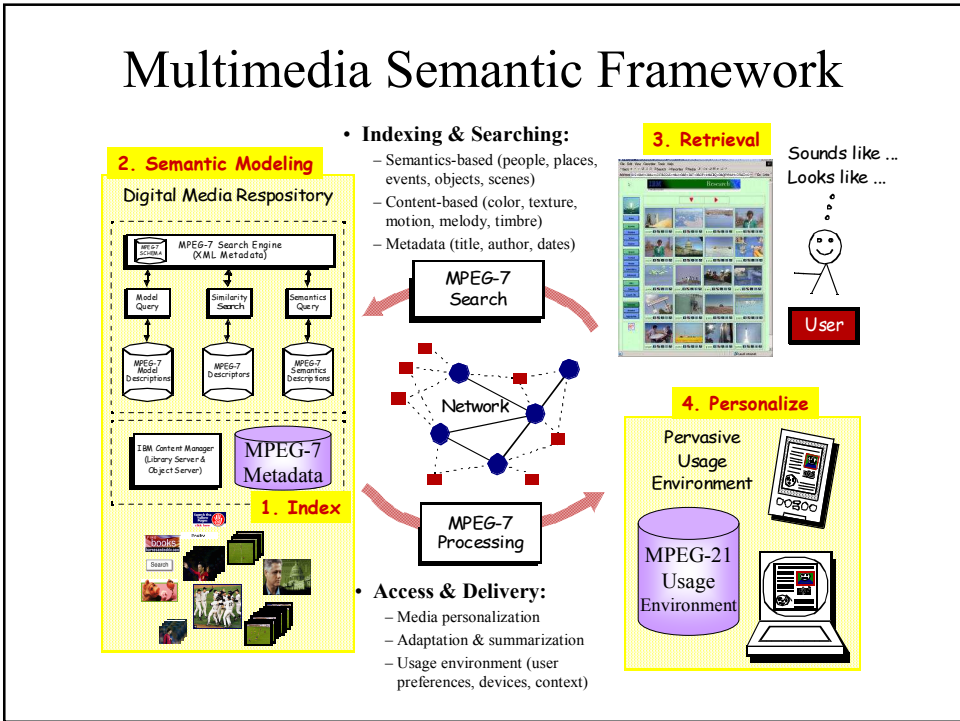 Multimedia Semantic Framework
• Indexing & Searching:
– Semantics-based (people, places,
events, objects, scenes)
– Content-based (color, texture,
motion, melody, timbre)
– Metadata (title, author, dates)
2. Semantic Modeling
Digital Media Respository
MPEG-7
SCHEMA
MPEG-7 Search Engine
(XML Metadata)
Model
Query
Similarity
Search
Semantics
Query
MPEG-7
Model
Descriptions
MPEG-7
Descriptors
MPEG-7
Semantics
Descriptions
IBM Content Manager
(Library Server &
Object Server)
MPEG-7
Metadata
1. Index
books
Search
MPEG-7
Search
Network
MPEG-7
Processing
• Access & Delivery:
– Media personalization
– Adaptation & summarization
– Usage environment (user
preferences, devices, context)
3. Retrieval
IBM
Research
Sounds like ...
Looks like ...
User
4. Personalize
Pervasive
Usage
Environment
MPEG-21
Usage
Environment